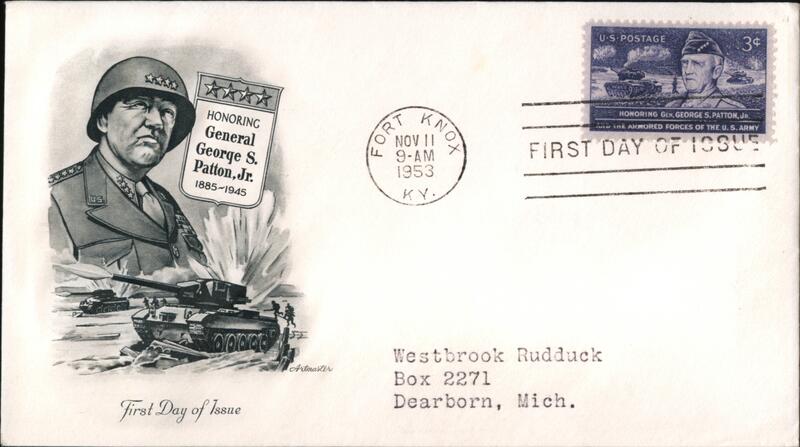 HONORING
General
George S.
Patton, Jr.
1885-1945
U.S.
Artmaster
First Day of Issue
FORT KNOX
NOV 11
9-AM
1953
KY.
U·S·POSTAGE
3¢
HONORING GEN. GEORGE S. PATTON, JR.
AND THE ARMORED FORCES OF THE U. S. ARMY
FIRST DAY OF ISSUE
Westbrook Rudduck
Box 2271
Dearborn, Mich.